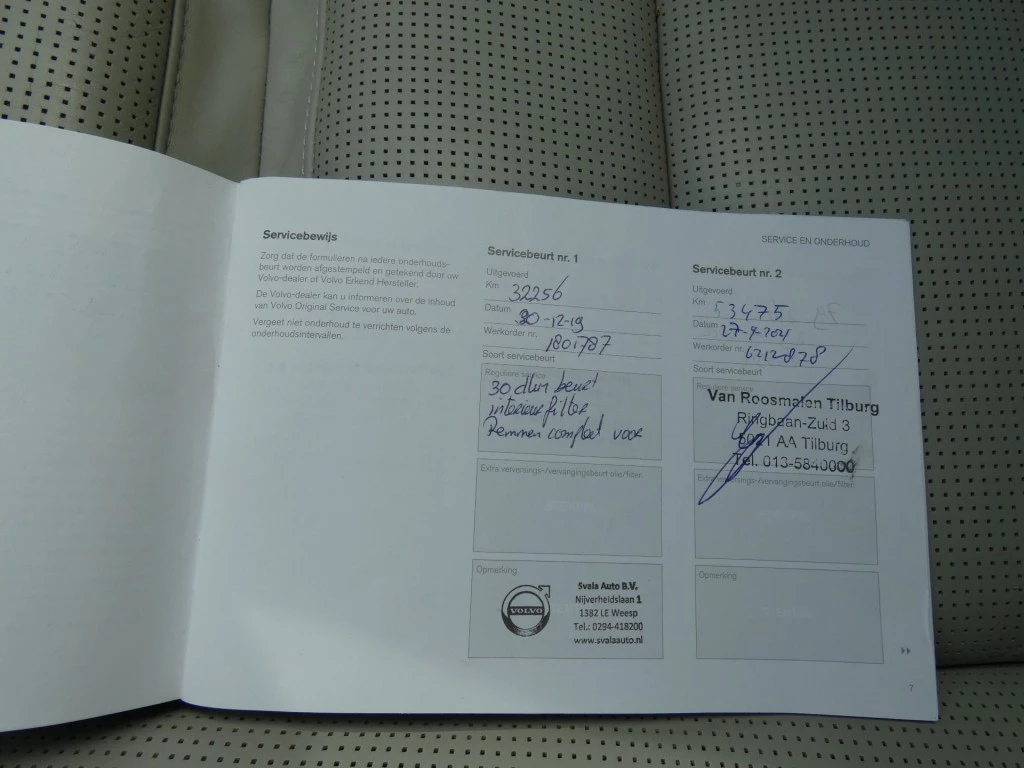 SERVICE EN ONDERHOUD
Servicebewijs
Zorg dat de formulieren na iedere onderhouds-
beurt worden afgestempeld en getekend door uw
Volvo-dealer of Volvo Erkend Hersteller.
De Volvo-dealer kan u informeren over de inhoud
van Volvo Original Service voor uw auto.
Vergeet niet onderhoud te verrichten volgens de
onderhoudsintervallen.
Servicebeurt nr. 1
Uitgevoerd
Km 32256
Datum 30-12-19
Werkorder nr. 1801787
Soort servicebeurt
Reguliere service
30 dkm beurt
interieurfilter
Remmen compleet voor
Extra verversings-/vervangingsbeurt olie/filter:
Opmerking
VOLVO
Svala Auto B.V.
Nijverheidslaan 1
1382 LE Weesp
Tel.: 0294-418200
www.svalaauto.nl
Servicebeurt nr. 2
Uitgevoerd
Km 53475
Datum
Werkorder nr. 6212878
Soort servicebeurt
Reguliere service
Van Roosmalen Tilburg
Ringbaan-Zuid 3
5021 AA Tilburg
Tel. 013-5840000
Extra verversings-/vervangingsbeurt olie/filter:
Opmerking
7